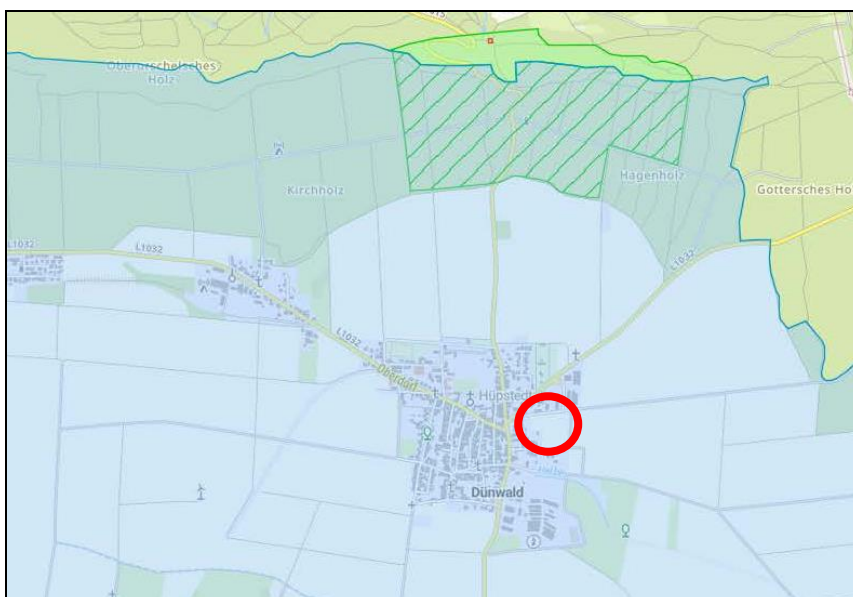 Oberorschelsches
Holz
Kirchholz
Hagenholz
Gottersches Ho
L1032
L1032
L1032
L1032
Oberdorf
Hüpstedt
Dünwald